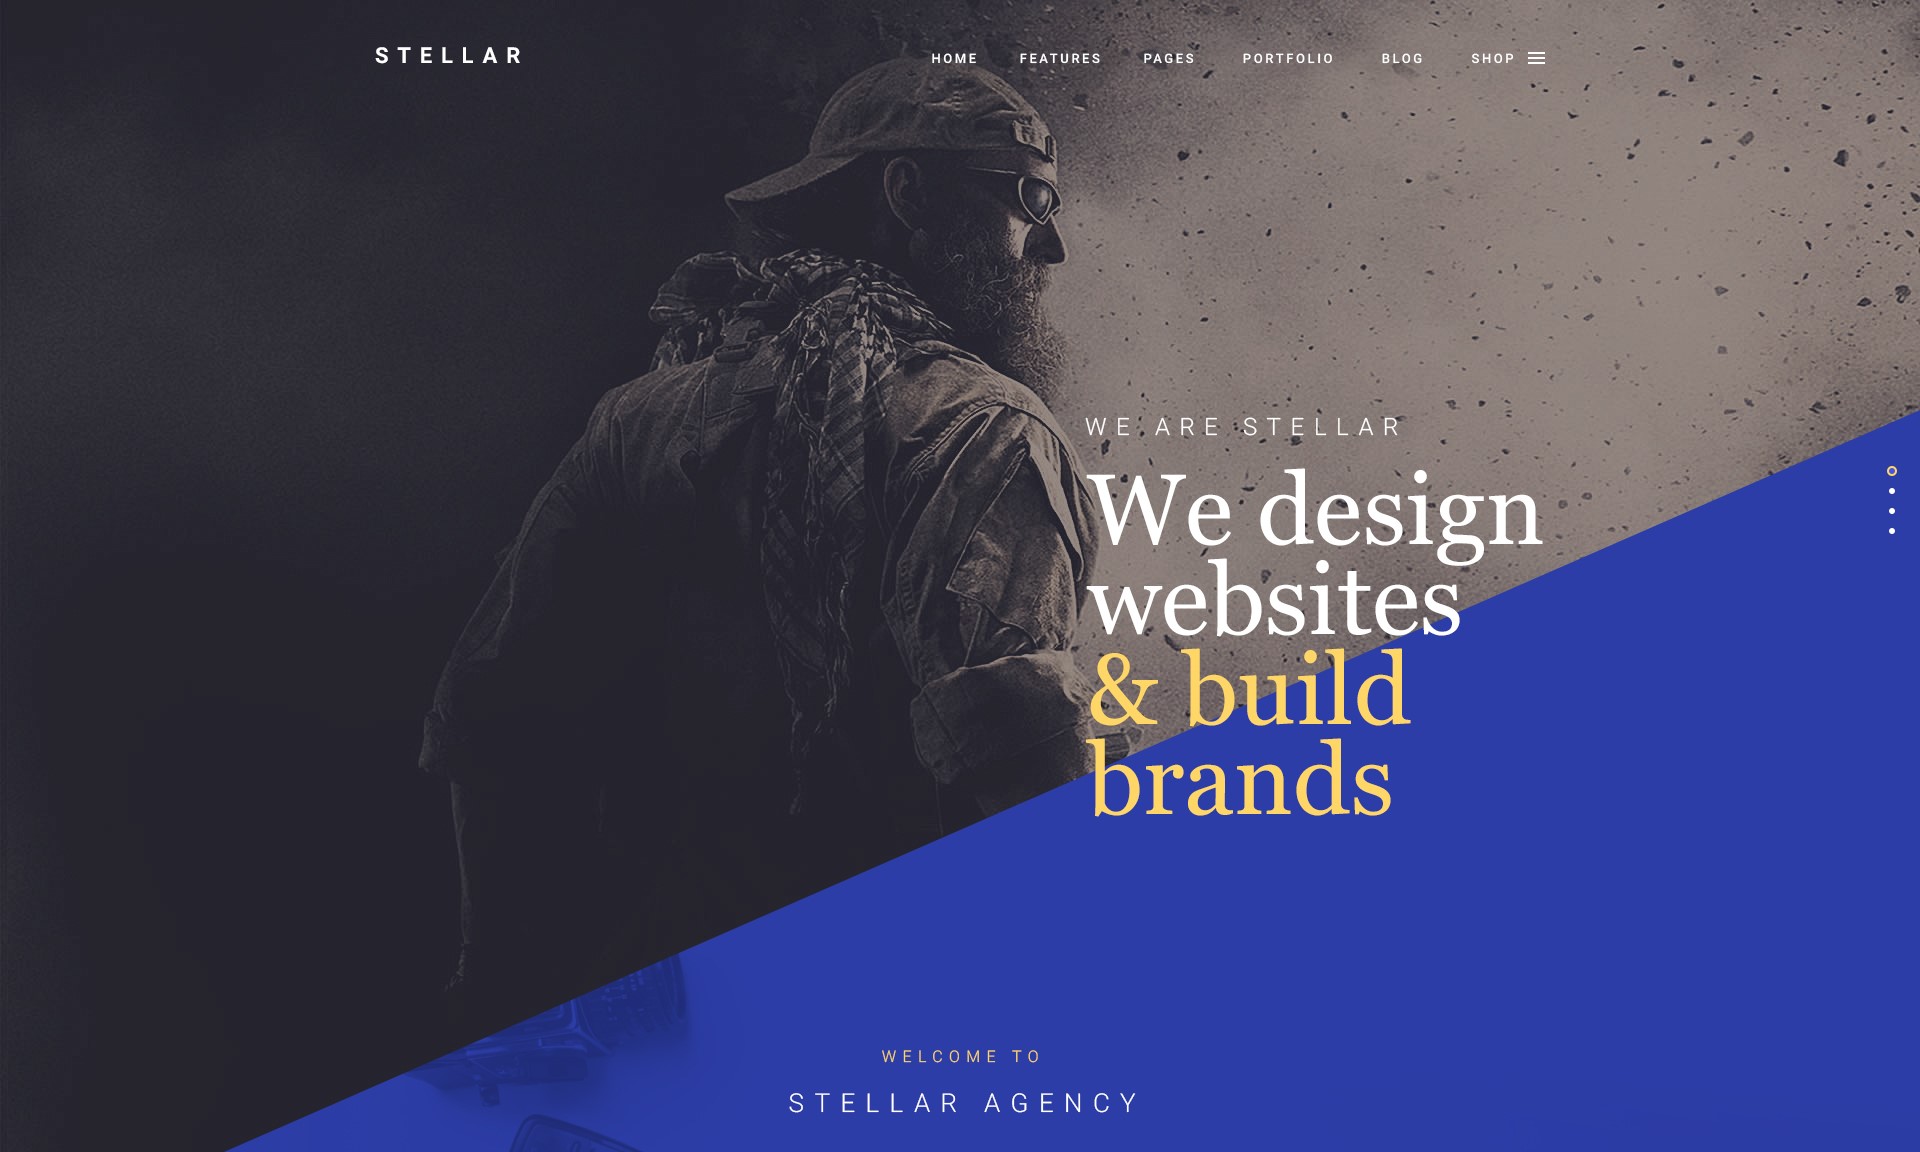 STELLAR
HOME FEATURES PAGES PORTFOLIO BLOG SHOP
WE ARE STELLAR
We design
websites
& build
brands
WELCOME TO
STELLAR AGENCY